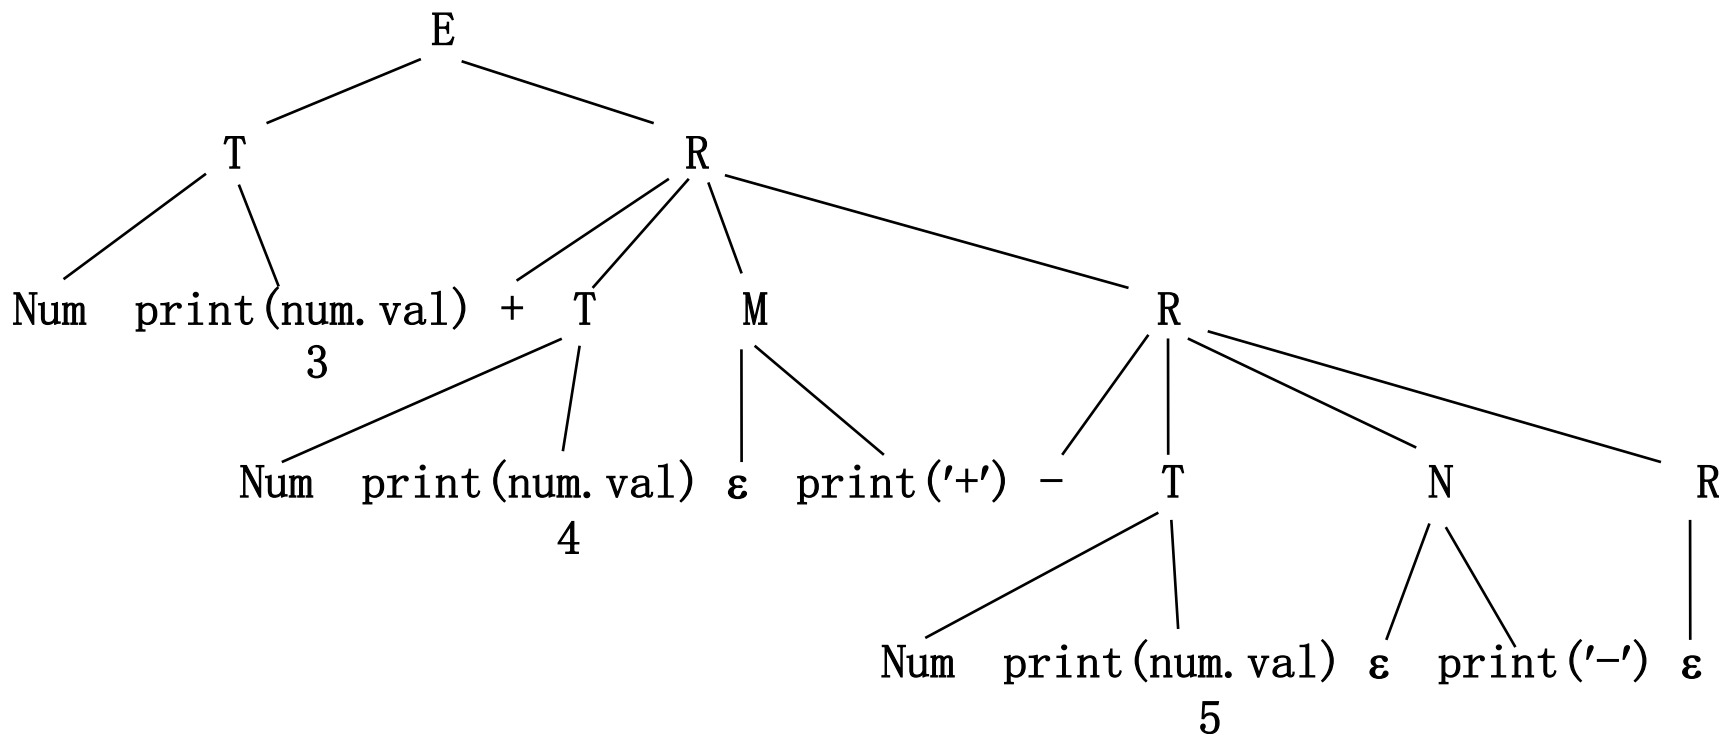 E
T R
Num print(num.val) + T M R
3
Num print(num.val) ε print('+') - T N R
4
Num print(num.val) ε print('-') ε
5